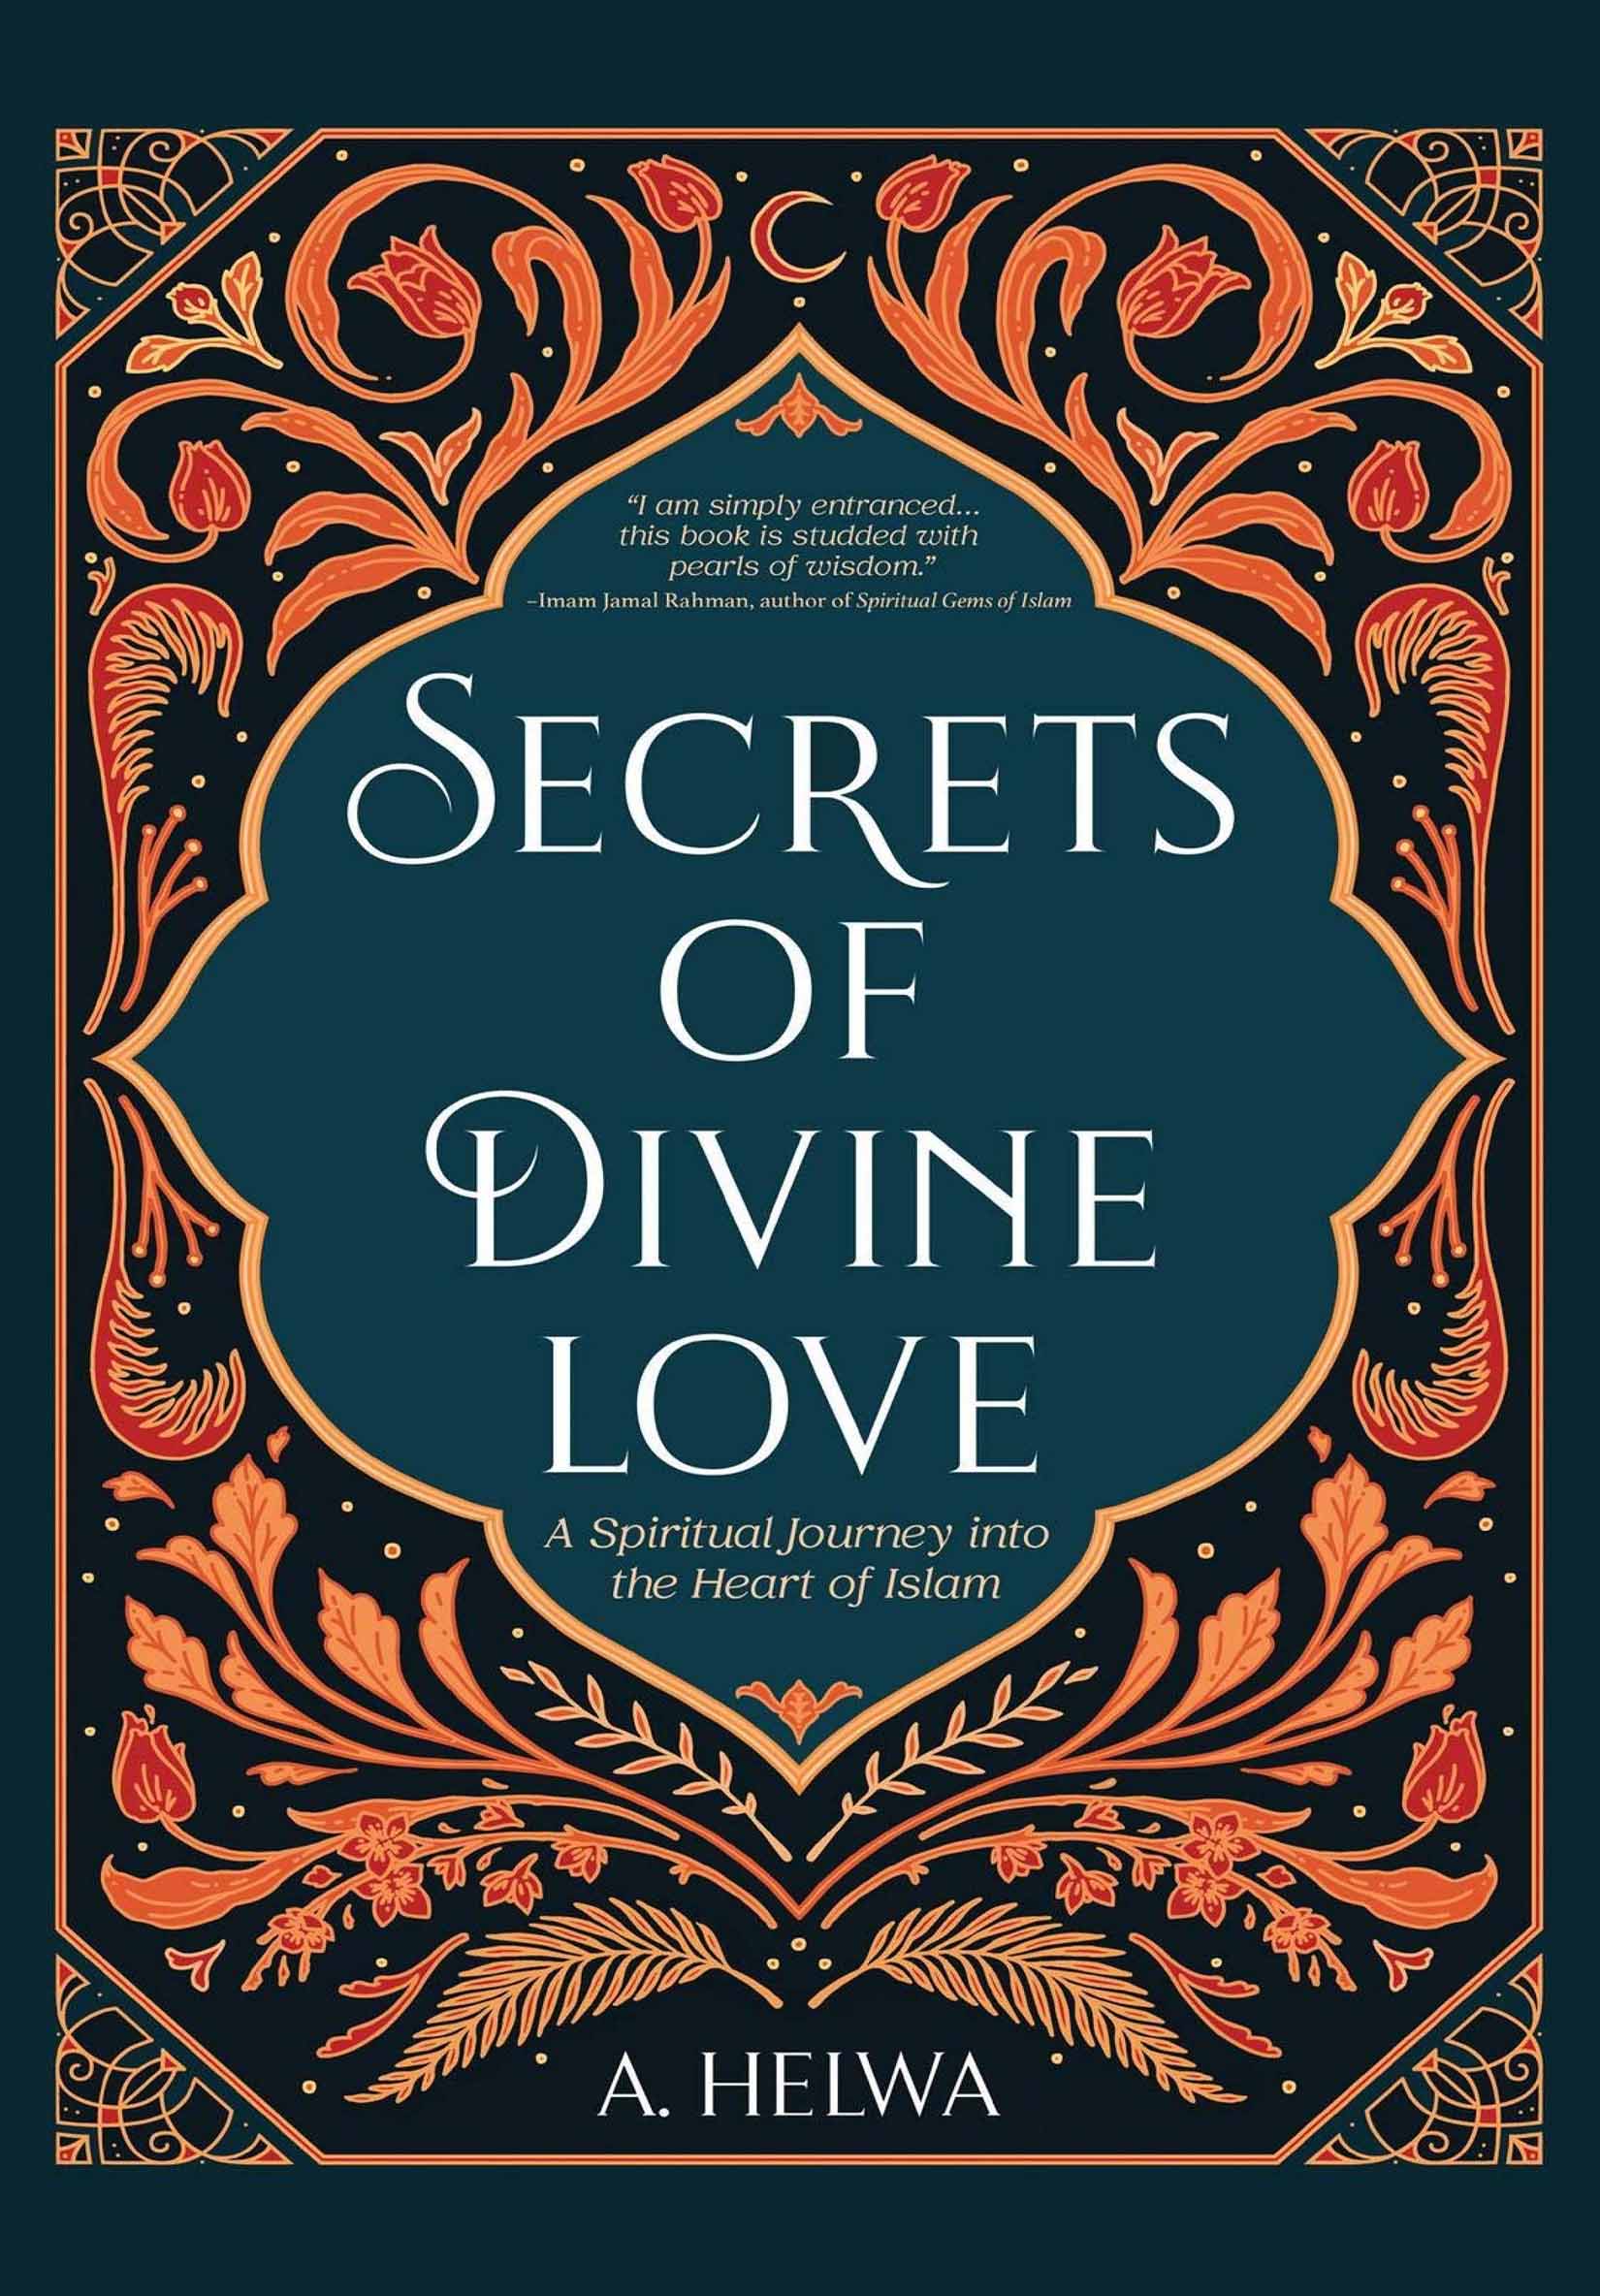 “I am simply entranced...
this book is studded with
pearls of wisdom.”
–Imam Jamal Rahman, author of Spiritual Gems of Islam
SECRETS
OF
DIVINE
LOVE
A Spiritual Journey into
the Heart of Islam
A. HELWA